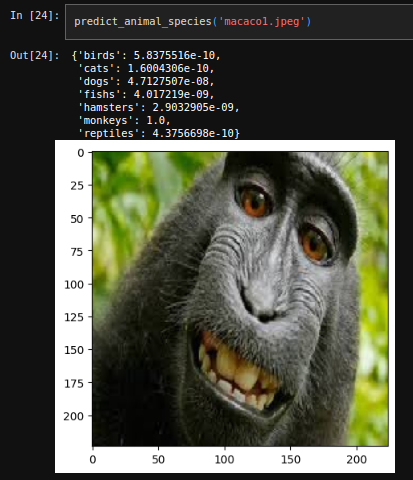 In [24]: predict_animal_species('macaco1.jpeg')
Out[24]: {'birds': 5.8375516e-10,
'cats': 1.6004306e-10,
'dogs': 4.7127507e-08,
'fishs': 4.017219e-09,
'hamsters': 2.9032905e-09,
'monkeys': 1.0,
'reptiles': 4.3756698e-10}
0
25
50
75
100
125
150
175
200
0 50 100 150 200